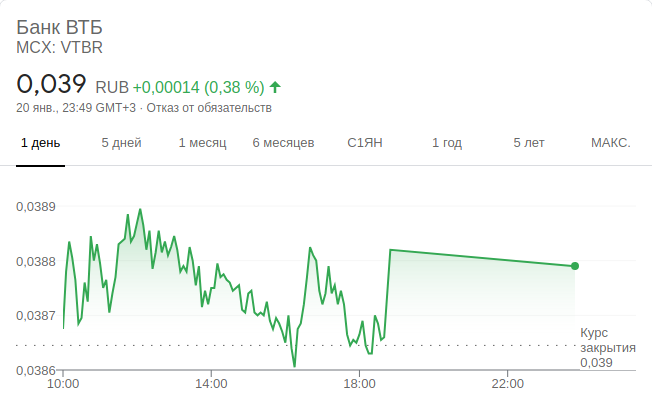 Банк ВТБ
MCX: VTBR
0,039 RUB +0,00014 (0,38 %)
20 янв., 23:49 GMT+3 · Отказ от обязательств
1 день 5 дней 1 месяц 6 месяцев С1ЯН 1 год 5 лет МАКС.
0,0389
0,0388
0,0387
Курс
закрытия
0,039
0,0386
10:00 14:00 18:00 22:00